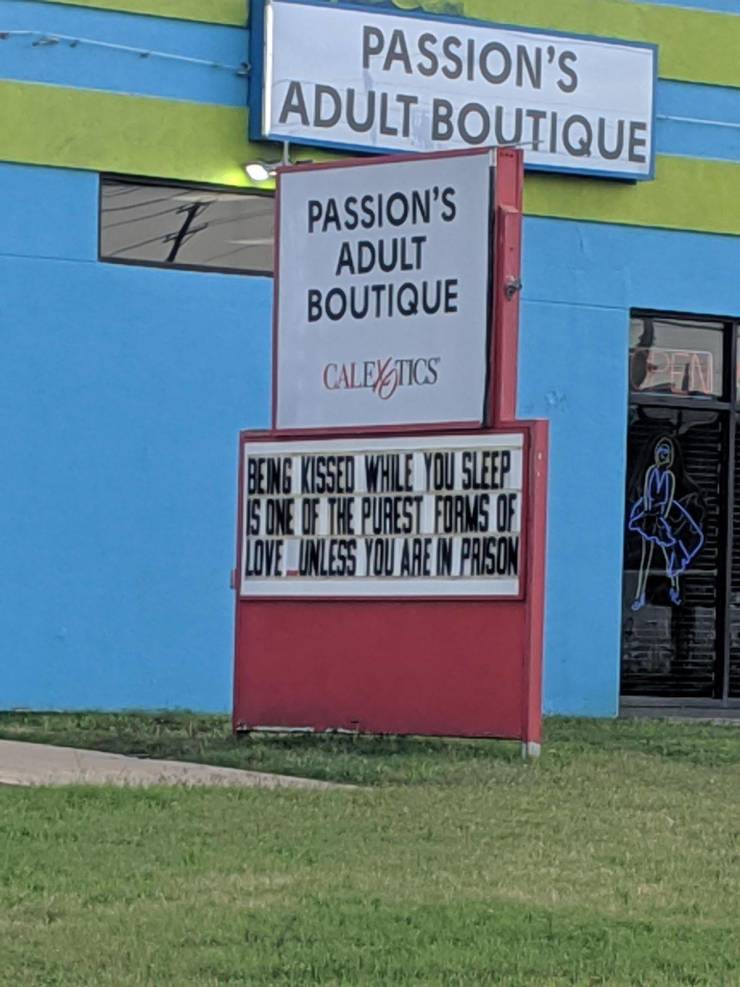 PASSION'S
ADULT BOUTIQUE
PASSION'S
ADULT
BOUTIQUE
CALEXOTICS
BEING KISSED WHILE YOU SLEEP
IS ONE OF THE PUREST FORMS OF
LOVE UNLESS YOU ARE IN PRISON
OPEN